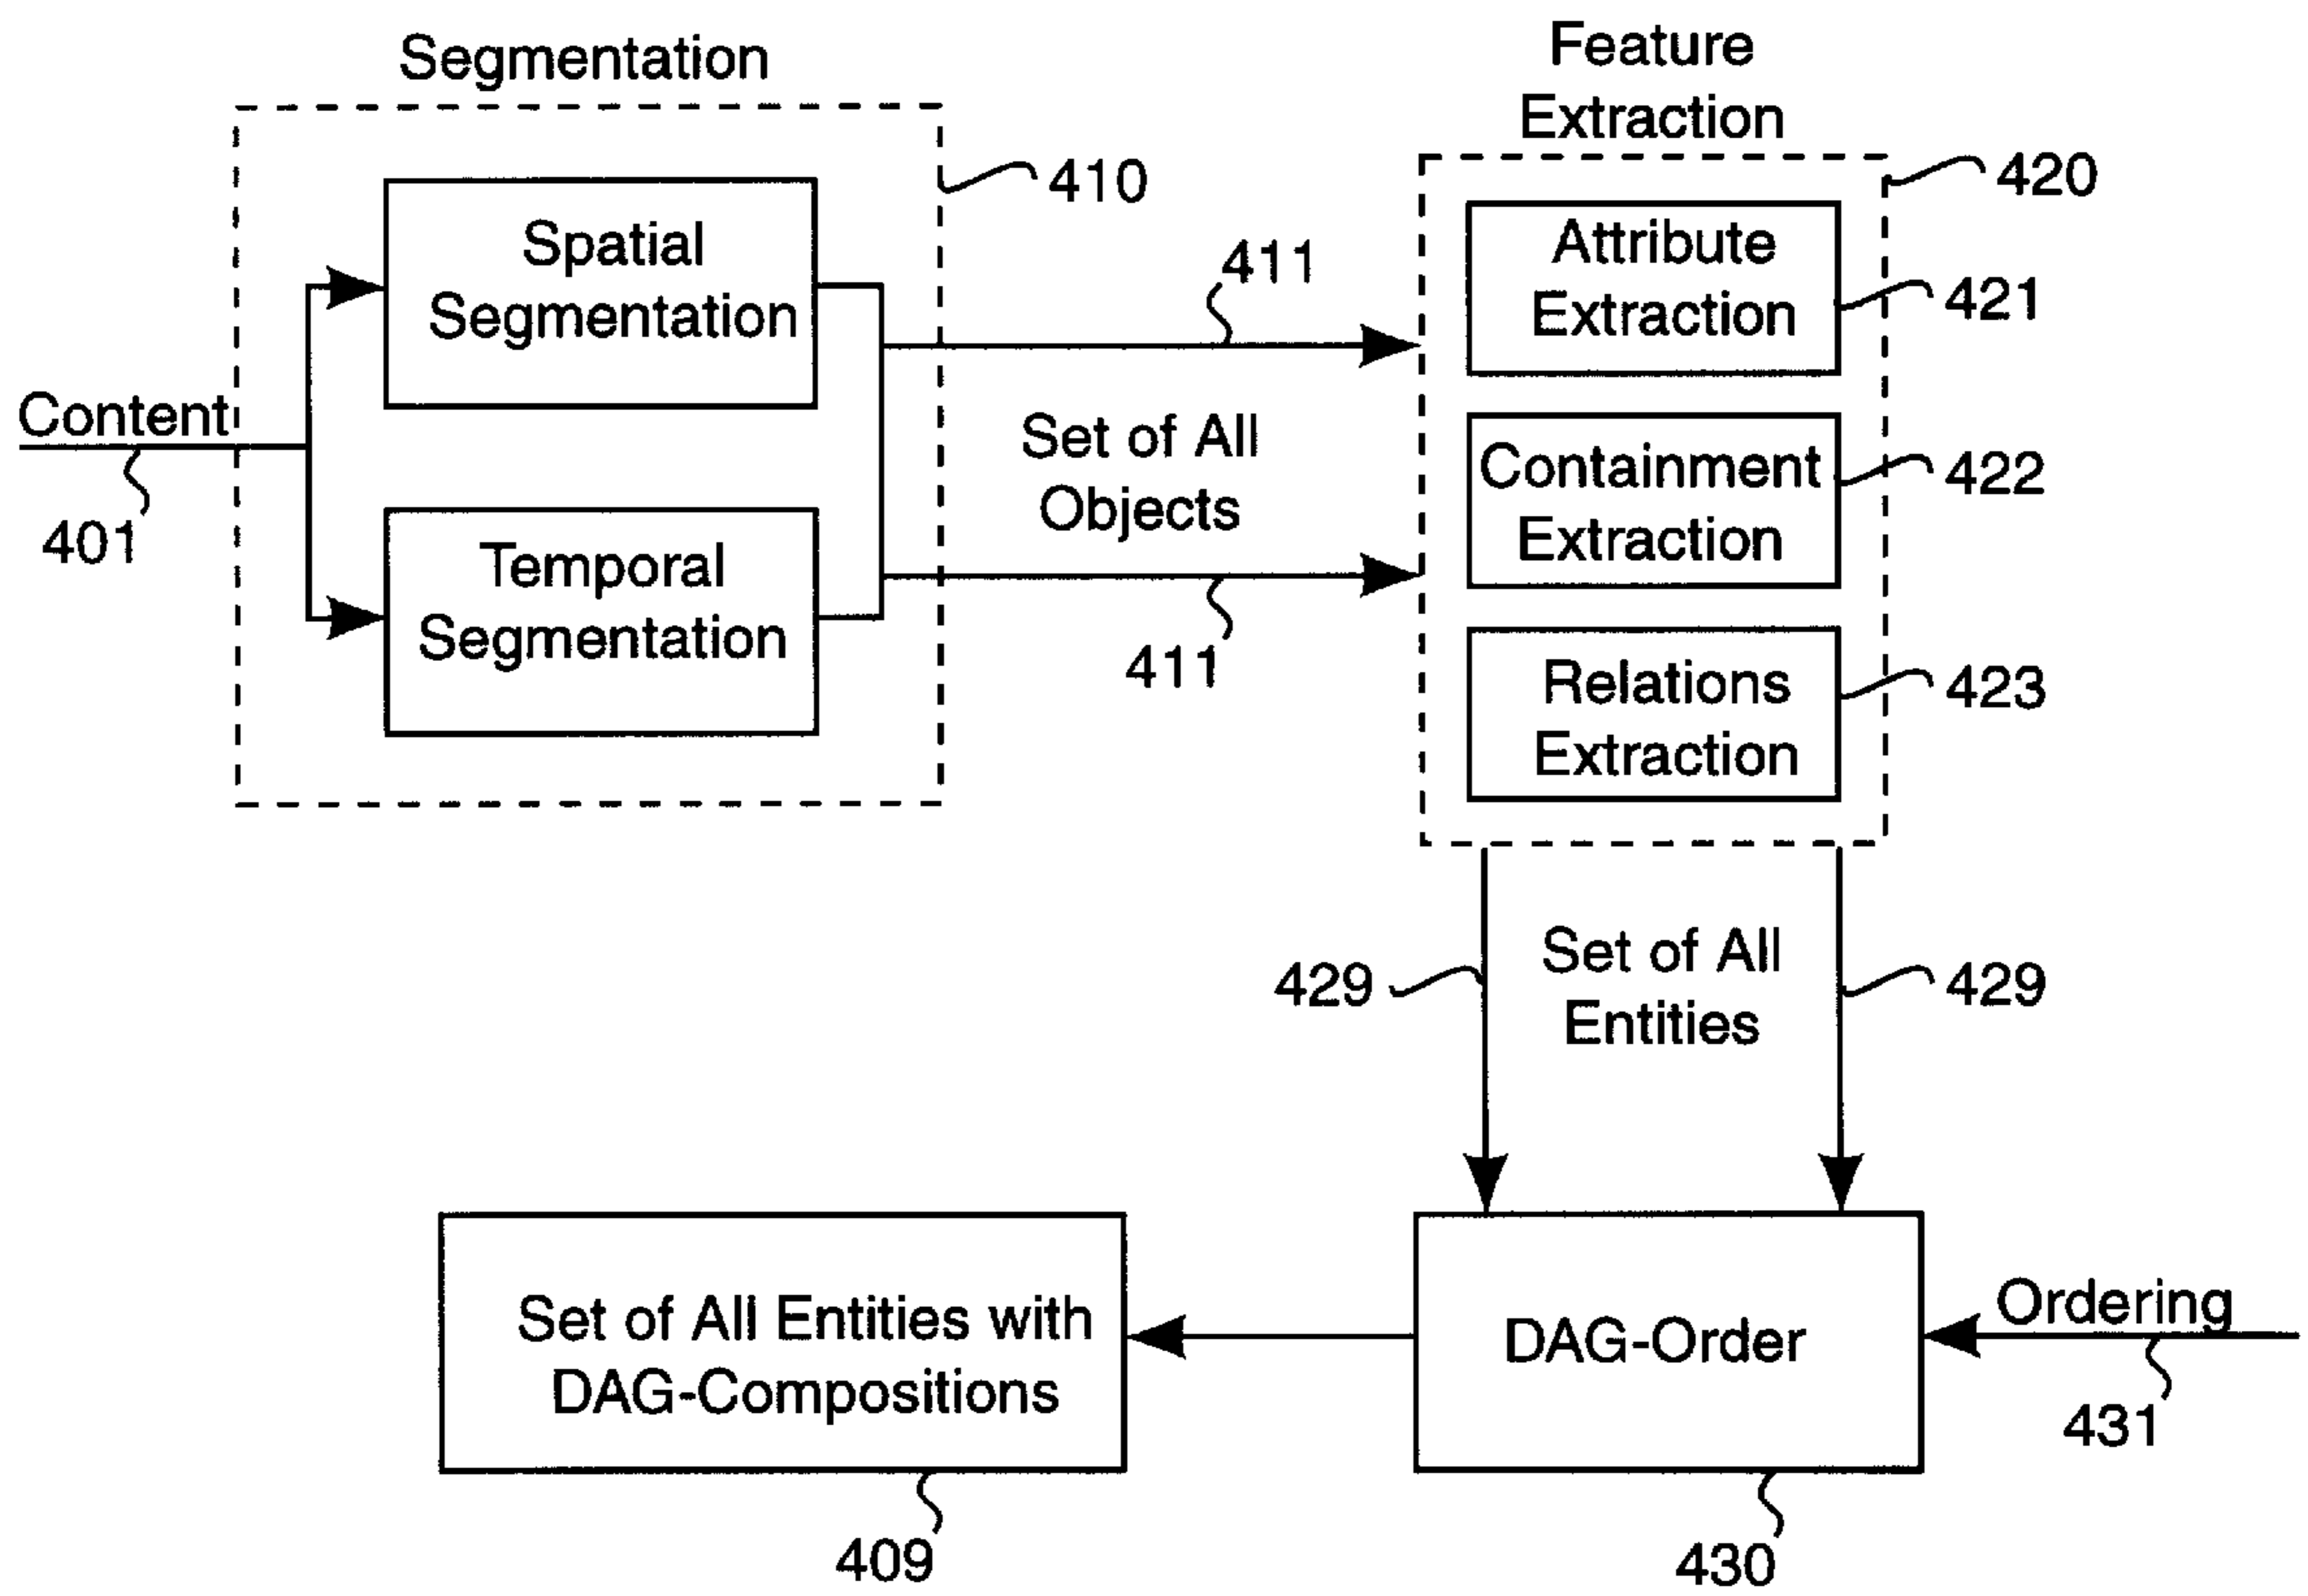 Segmentation
Feature
Extraction
410
420
Spatial
Segmentation
Attribute
Extraction
411
421
Content
401
Set of All
Objects
Containment
Extraction
422
Temporal
Segmentation
411
Relations
Extraction
423
429
Set of All
Entities
429
Set of All Entities with
DAG-Compositions
DAG-Order
Ordering
431
409
430